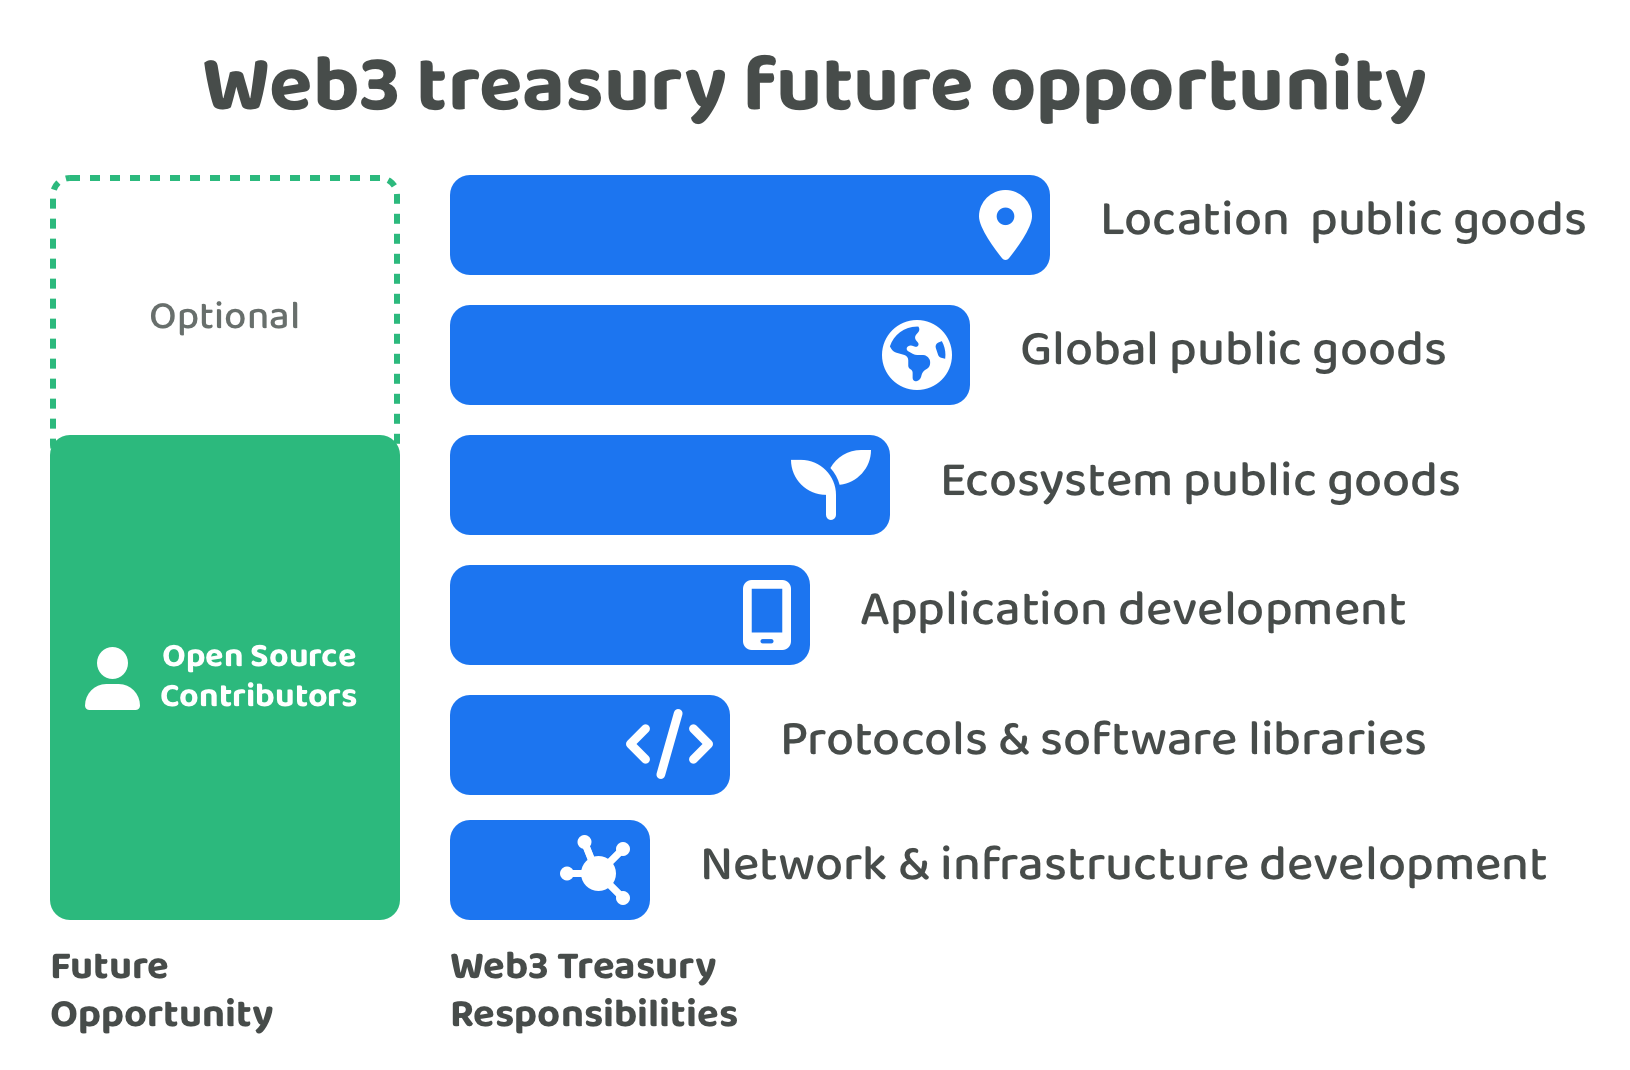 Web3 treasury future opportunity
Optional
Open Source
Contributors
Future
Opportunity
Location public goods
Global public goods
Ecosystem public goods
Application development
Protocols & software libraries
Network & infrastructure development
Web3 Treasury
Responsibilities